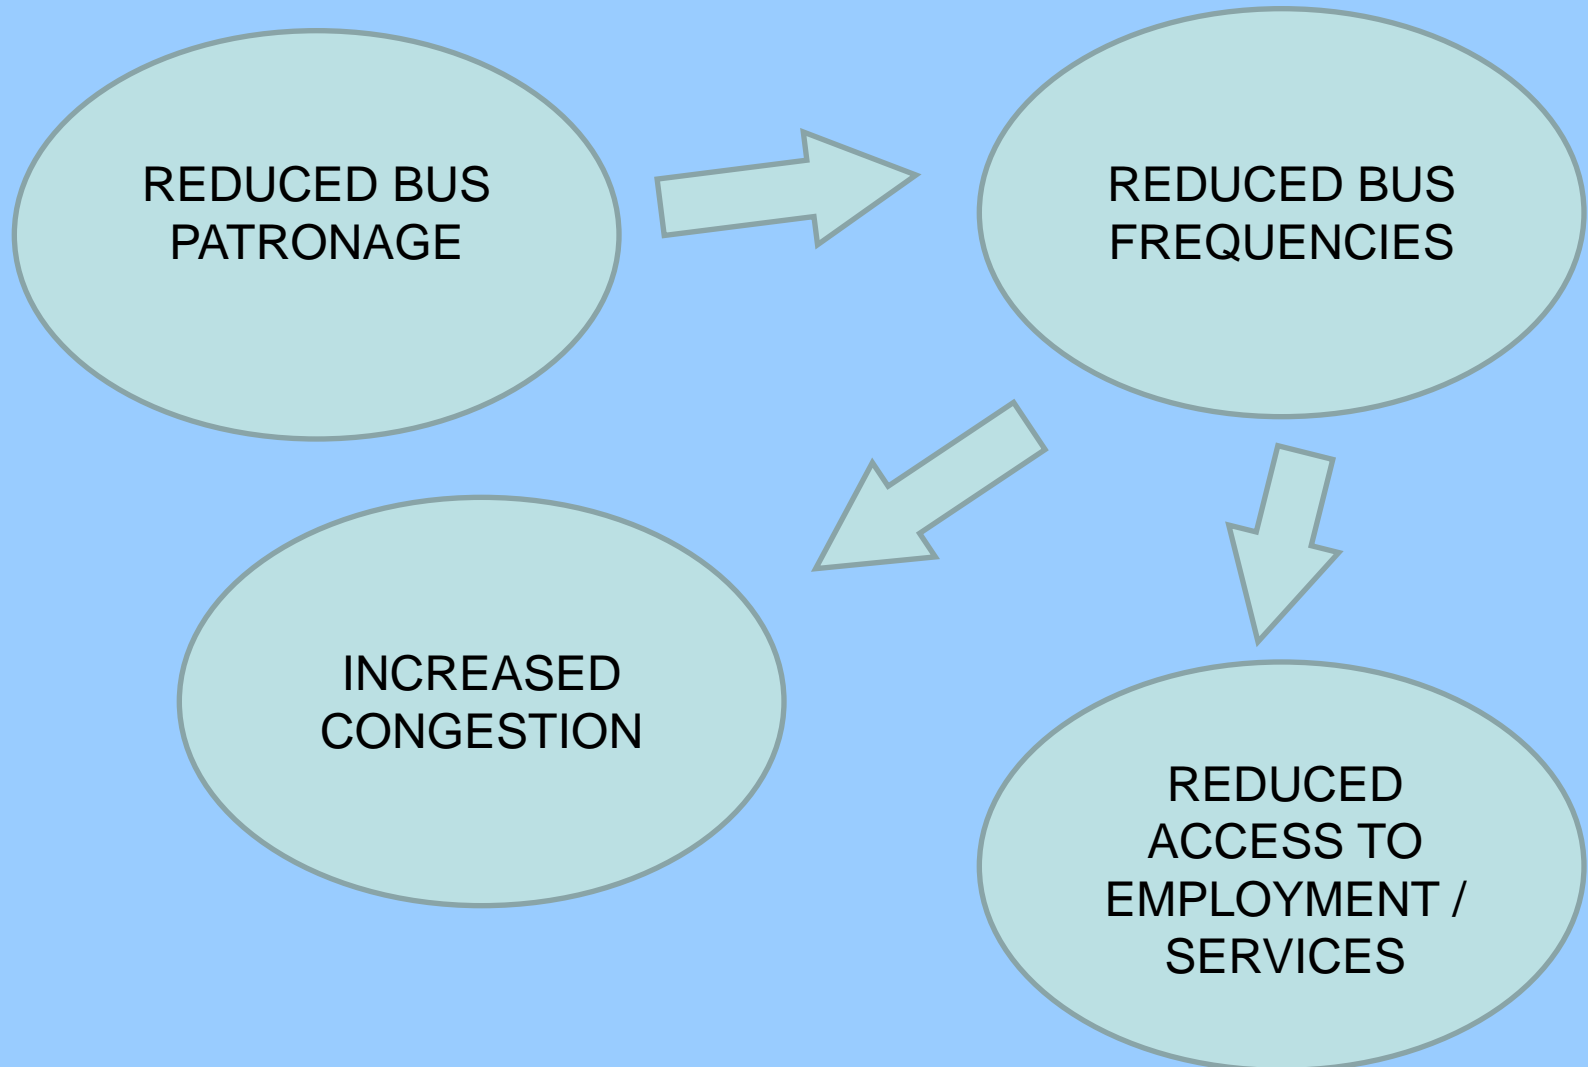 REDUCED BUS
PATRONAGE
REDUCED BUS
FREQUENCIES
INCREASED
CONGESTION
REDUCED
ACCESS TO
EMPLOYMENT /
SERVICES